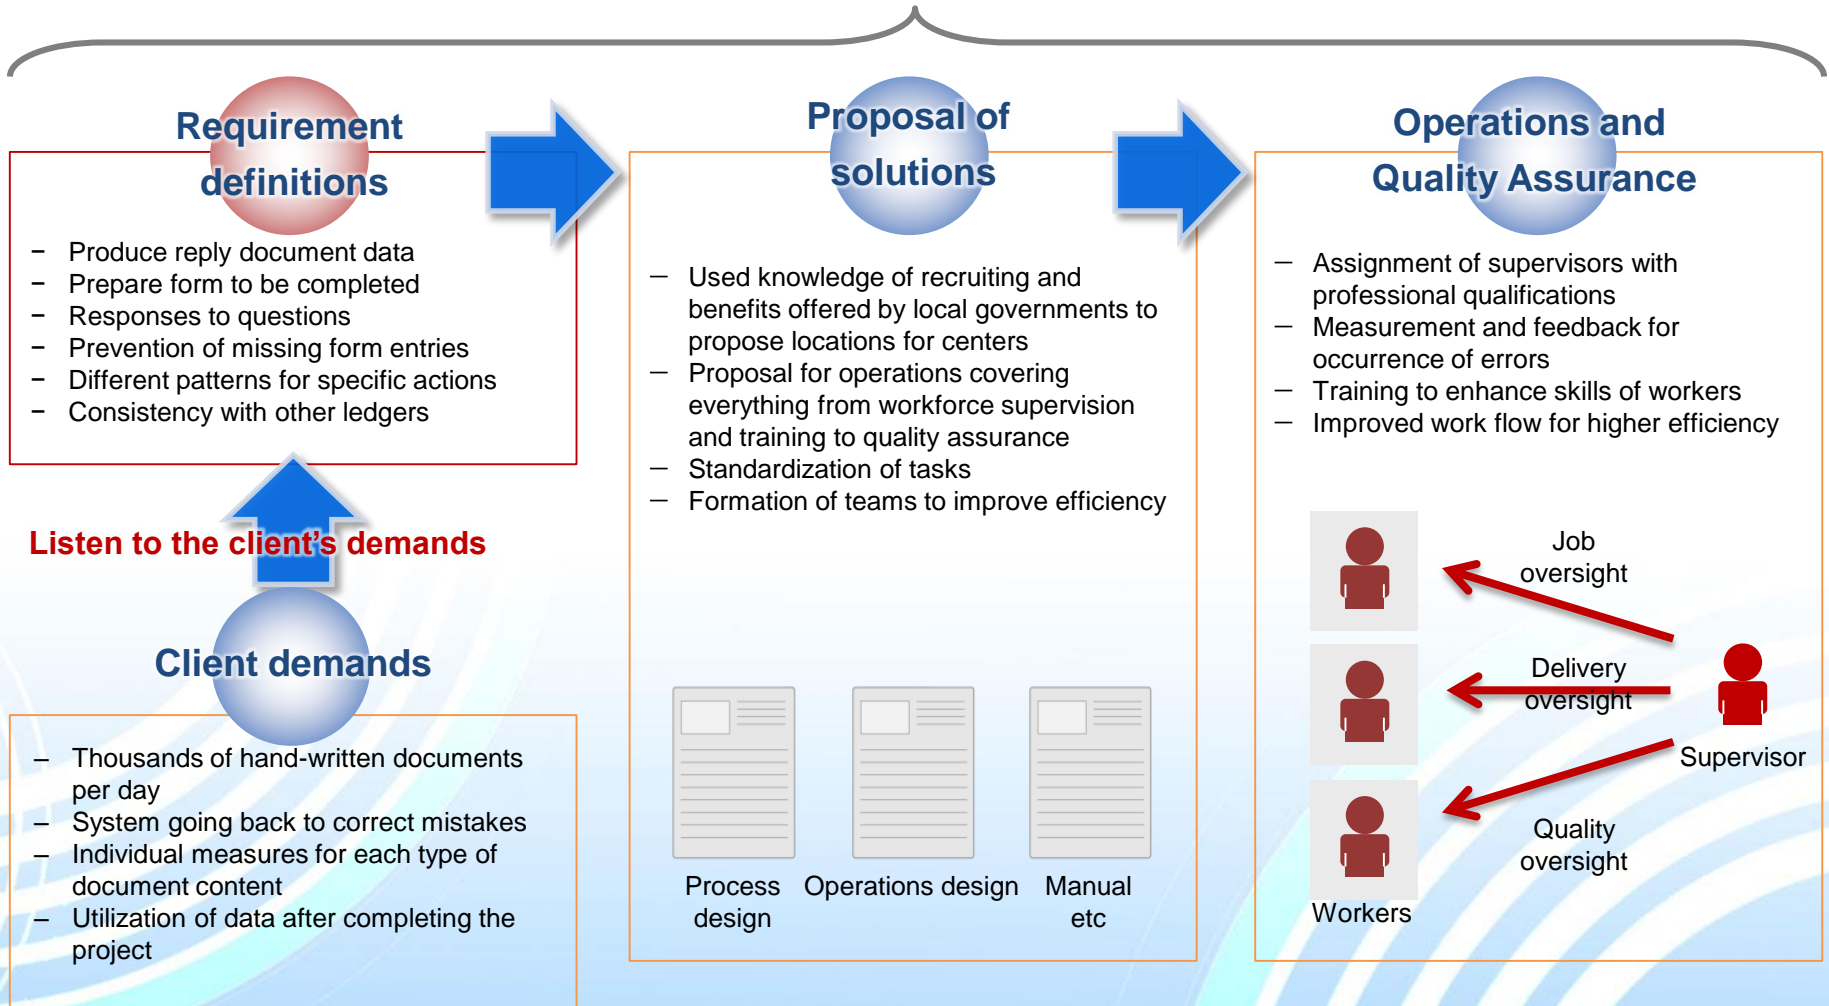 Requirement
definitions
− Produce reply document data
− Prepare form to be completed
− Responses to questions
− Prevention of missing form entries
− Different patterns for specific actions
− Consistency with other ledgers
Listen to the client's demands
Client demands
– Thousands of hand-written documents
per day
– System going back to correct mistakes
– Individual measures for each type of
document content
– Utilization of data after completing the
project
Proposal of
solutions
— Used knowledge of recruiting and
benefits offered by local governments to
propose locations for centers
— Proposal for operations covering
everything from workforce supervision
and training to quality assurance
— Standardization of tasks
— Formation of teams to improve efficiency
Process
design
Operations design
Manual
etc
Operations and
Quality Assurance
— Assignment of supervisors with
professional qualifications
— Measurement and feedback for
occurrence of errors
— Training to enhance skills of workers
— Improved work flow for higher efficiency
Job
oversight
Delivery
oversight
Quality
oversight
Supervisor
Workers